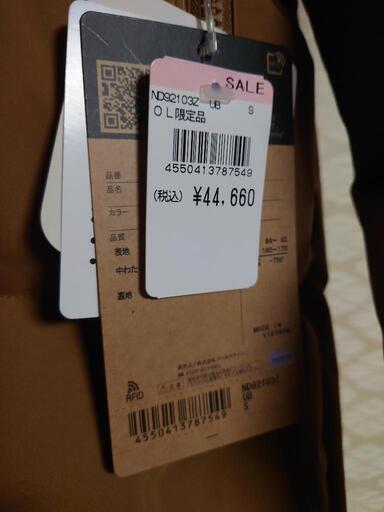 SALE
ND92103Z UB S
OL限定品
4550413787549
(税込) ¥44,660
品番
品名
カラー
品質
表地
中わた
裏地
MADE IN
VIETNAM
RFID
ND92103Z
UB
S
4550413787549